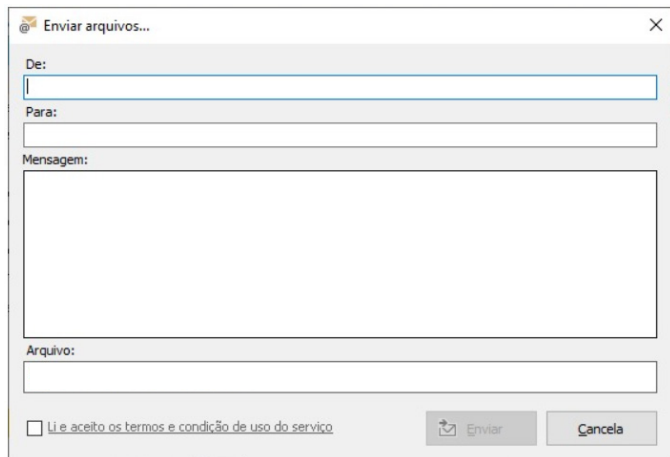 Enviar arquivos...
De:
Para:
Mensagem:
Arquivo:
Li e aceito os termos e condição de uso do serviço
Enviar
Cancela